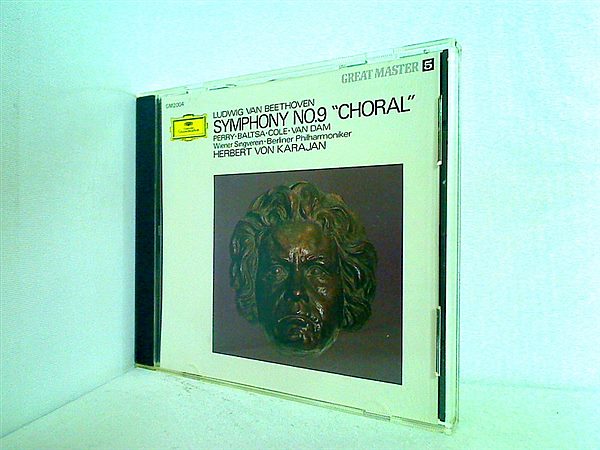 GREAT MASTER 5
GM2004
LUDWIG VAN BEETHOVEN
SYMPHONY NO.9 “CHORAL”
PERRY·BALTSA·COLE·VAN DAM
Wiener Singverein·Berliner Philharmoniker
HERBERT VON KARAJAN